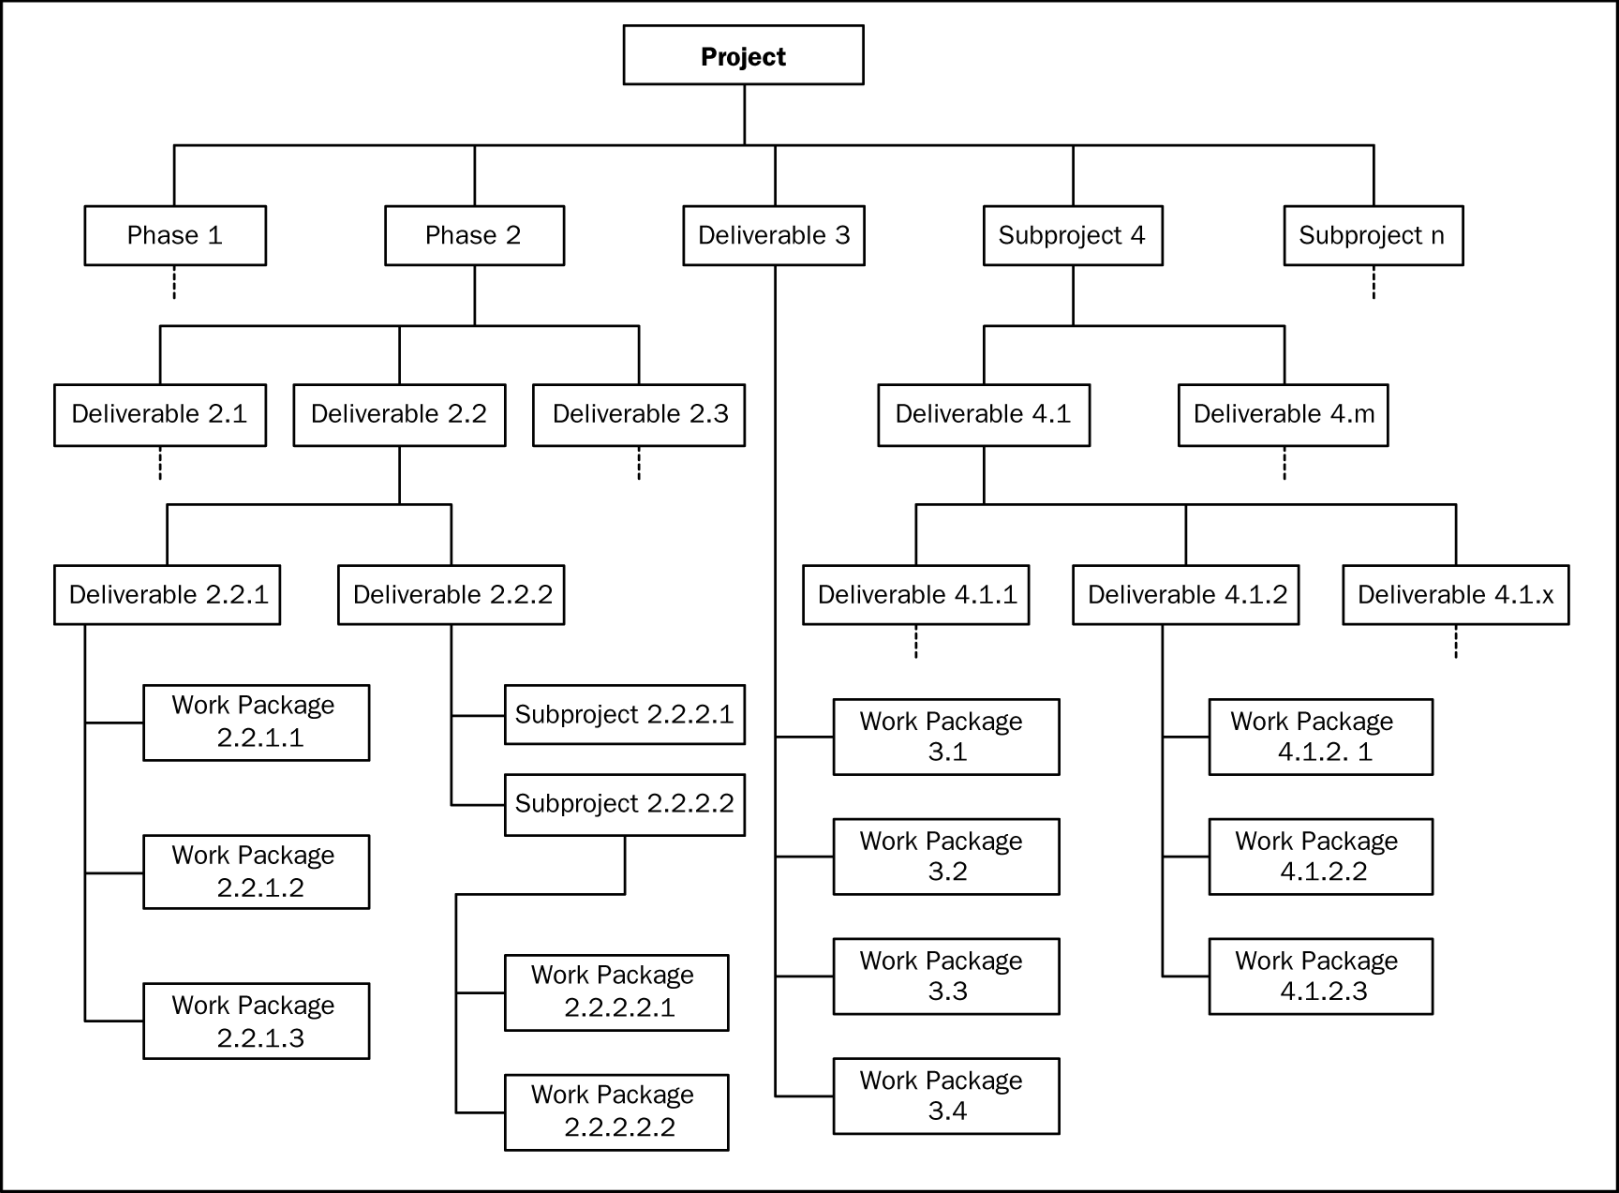 Project
Phase 1
Phase 2
Deliverable 3
Subproject 4
Subproject n
Deliverable 2.1
Deliverable 2.2
Deliverable 2.3
Deliverable 4.1
Deliverable 4.m
Deliverable 2.2.1
Deliverable 2.2.2
Deliverable 4.1.1
Deliverable 4.1.2
Deliverable 4.1.x
Work Package
2.2.1.1
Work Package
2.2.1.2
Work Package
2.2.1.3
Subproject 2.2.2.1
Subproject 2.2.2.2
Work Package
2.2.2.2.1
Work Package
2.2.2.2.2
Work Package
3.1
Work Package
3.2
Work Package
3.3
Work Package
3.4
Work Package
4.1.2. 1
Work Package
4.1.2.2
Work Package
4.1.2.3